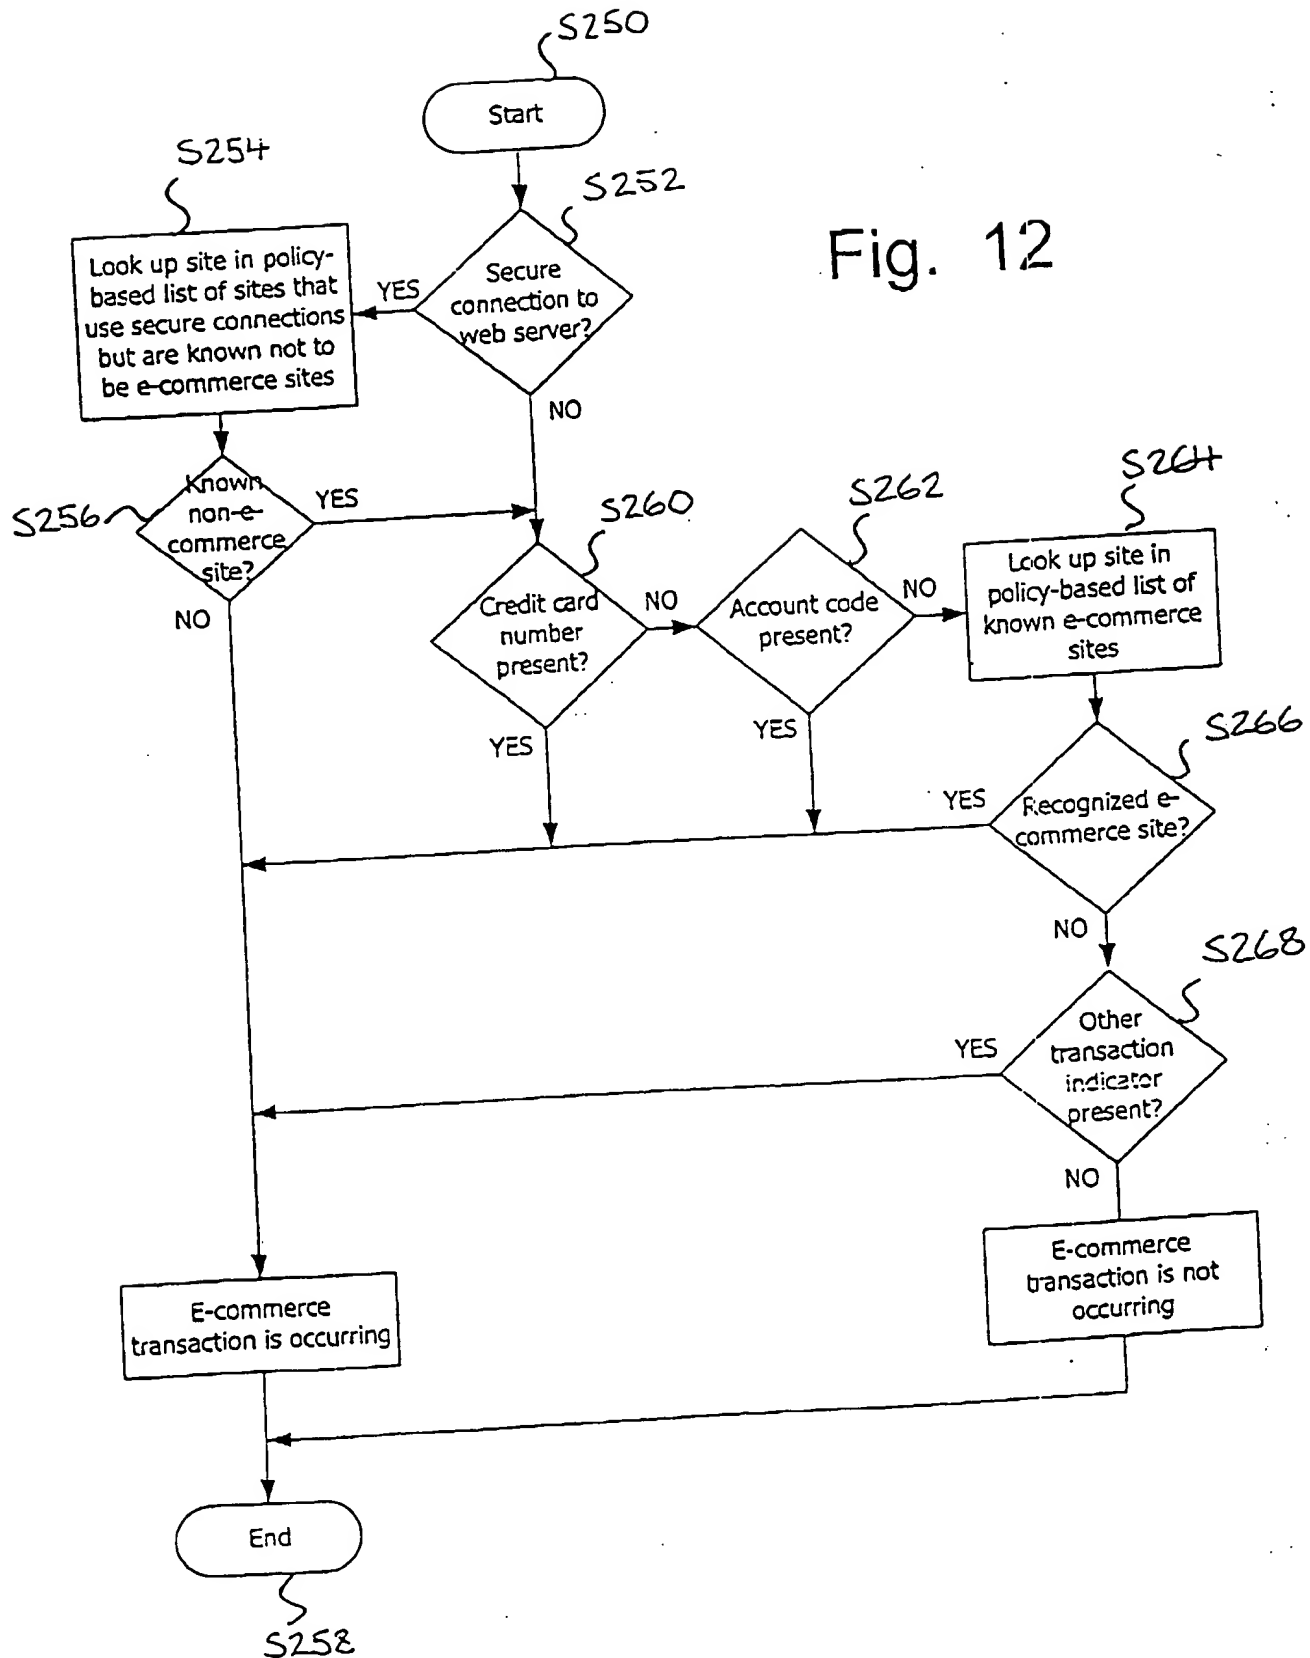 S250
Start
S254
S252
Fig. 12
Look up site in policy-
based list of sites that
use secure connections
but are known not to
be e-commerce sites
YES
Secure
connection to
web server?
NO
S256
Known
non-e-
commerce
site?
YES
NO
S260
Credit card
number
present?
NO
YES
S262
Account code
present?
NO
YES
S264
Look up site in
policy-based list of
known e-commerce
sites
S266
Recognized e-
commerce site?
YES
NO
S268
Other
transaction
indicator
present?
YES
NO
E-commerce
transaction is occurring
E-commerce
transaction is not
occurring
End
S258